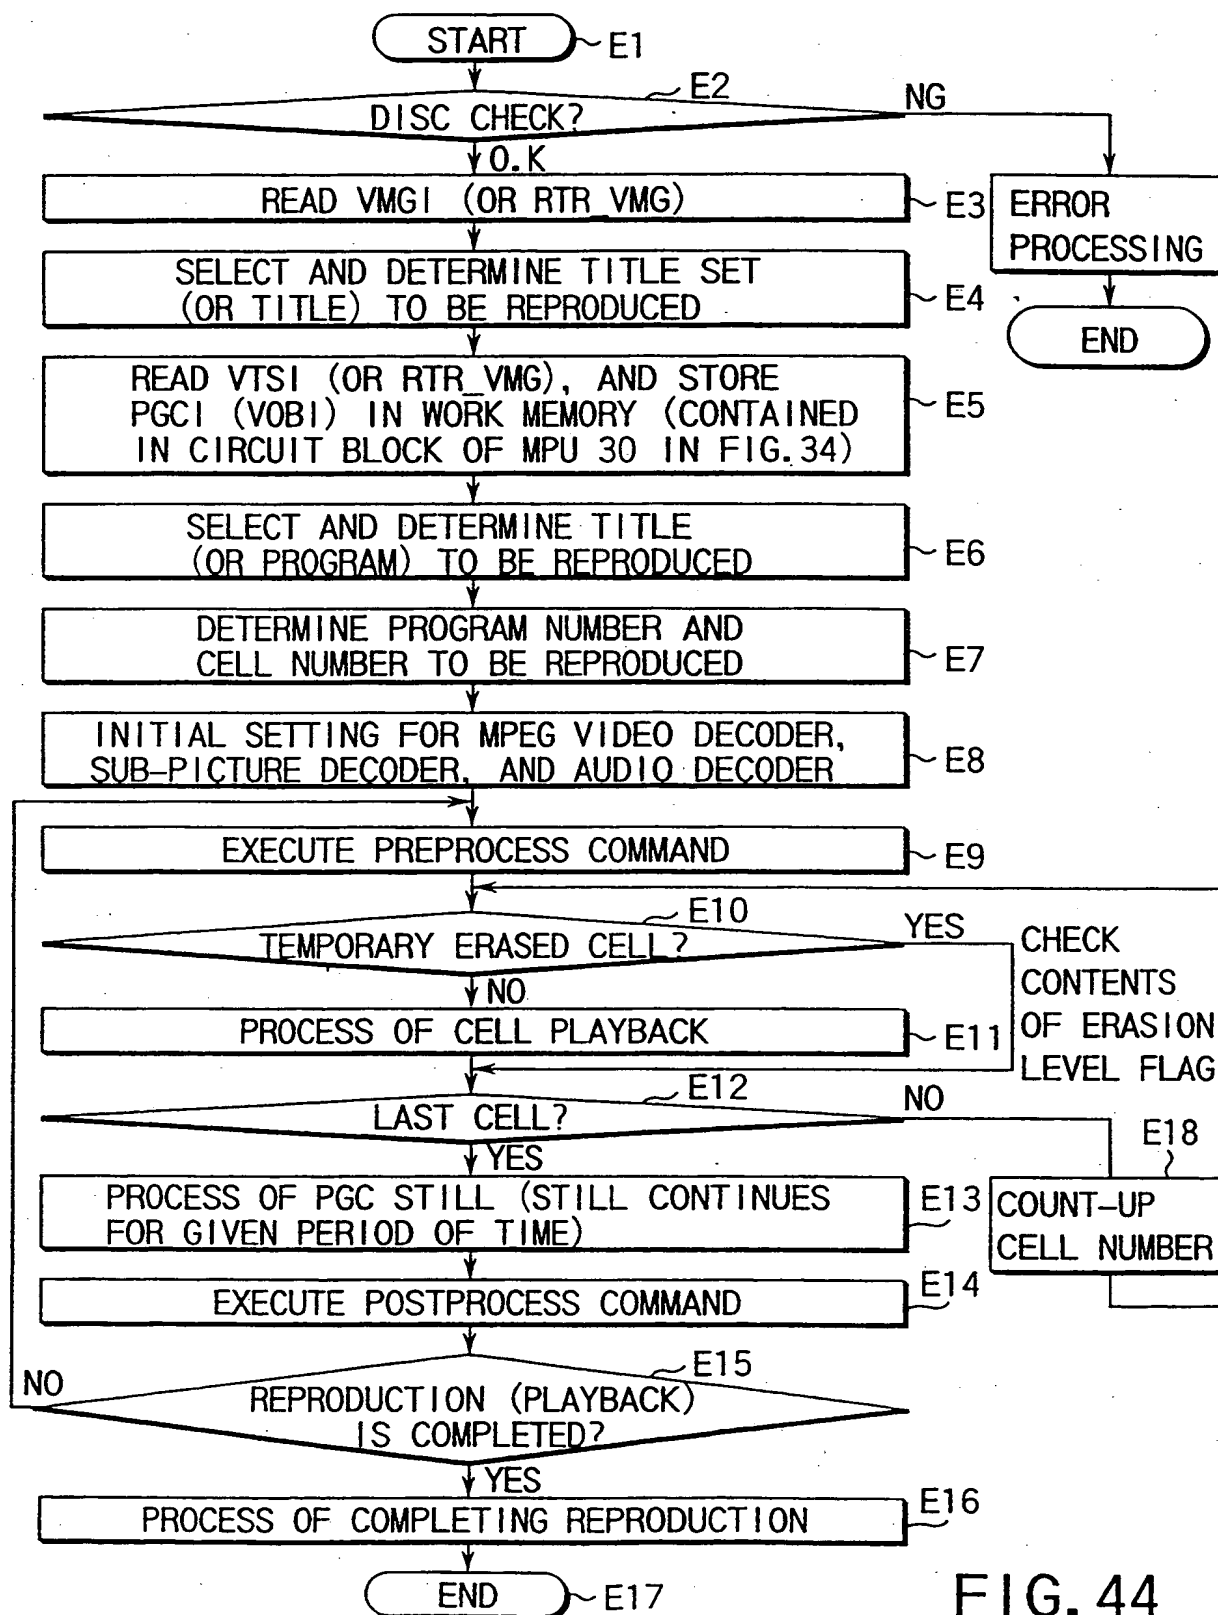 START
E1
E2
DISC CHECK?
NG
O.K
READ VMGI (OR RTR_VMG)
E3
ERROR
PROCESSING
END
SELECT AND DETERMINE TITLE SET
(OR TITLE) TO BE REPRODUCED
E4
READ VTSI (OR RTR_VMG), AND STORE
PGCI (VOBI) IN WORK MEMORY (CONTAINED
IN CIRCUIT BLOCK OF MPU 30 IN FIG.34)
E5
SELECT AND DETERMINE TITLE
(OR PROGRAM) TO BE REPRODUCED
E6
DETERMINE PROGRAM NUMBER AND
CELL NUMBER TO BE REPRODUCED
E7
INITIAL SETTING FOR MPEG VIDEO DECODER,
SUB-PICTURE DECODER, AND AUDIO DECODER
E8
EXECUTE PREPROCESS COMMAND
E9
E10
TEMPORARY ERASED CELL?
YES
NO
CHECK
CONTENTS
OF ERASION
LEVEL FLAG
PROCESS OF CELL PLAYBACK
E11
E12
LAST CELL?
NO
YES
E18
COUNT-UP
CELL NUMBER
PROCESS OF PGC STILL (STILL CONTINUES
FOR GIVEN PERIOD OF TIME)
E13
EXECUTE POSTPROCESS COMMAND
E14
E15
NO
REPRODUCTION (PLAYBACK)
IS COMPLETED?
YES
PROCESS OF COMPLETING REPRODUCTION
E16
END
E17
FIG. 44